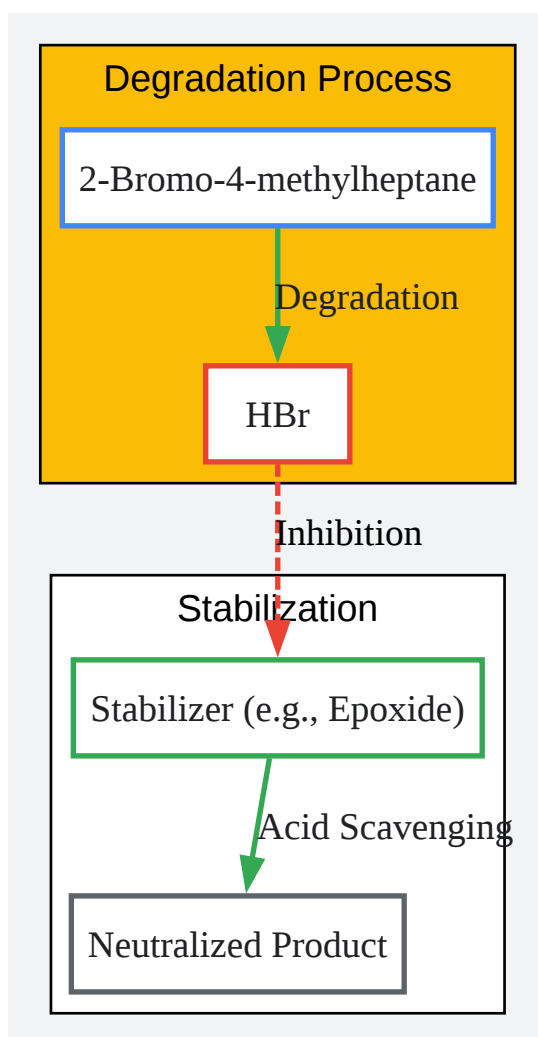 Degradation Process
2-Bromo-4-methylheptane
Degradation
HBr
Inhibition
Stabilization
Stabilizer (e.g., Epoxide)
Acid Scavenging
Neutralized Product